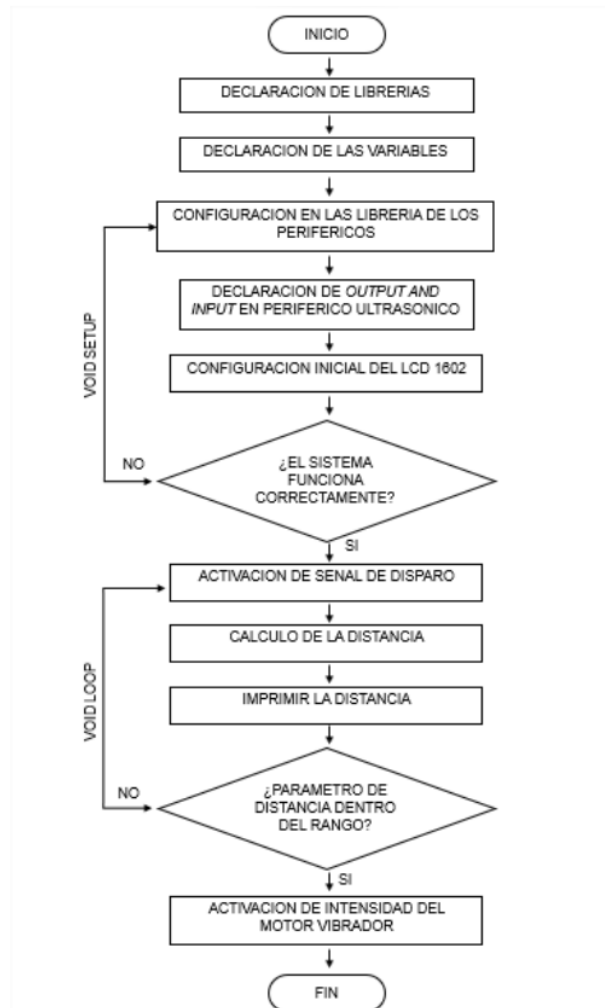 INICIO
DECLARACION DE LIBRERIAS
DECLARACION DE LAS VARIABLES
CONFIGURACION EN LAS LIBRERIA DE LOS
PERIFERICOS
DECLARACION DE OUTPUT AND
INPUT EN PERIFERICO ULTRASONICO
CONFIGURACION INICIAL DEL LCD 1602
VOID SETUP
NO
¿EL SISTEMA
FUNCIONA
CORRECTAMENTE?
SI
ACTIVACION DE SENAL DE DISPARO
CALCULO DE LA DISTANCIA
IMPRIMIR LA DISTANCIA
VOID LOOP
NO
¿PARAMETRO DE
DISTANCIA DENTRO
DEL RANGO?
SI
ACTIVACION DE INTENSIDAD DEL
MOTOR VIBRADOR
FIN